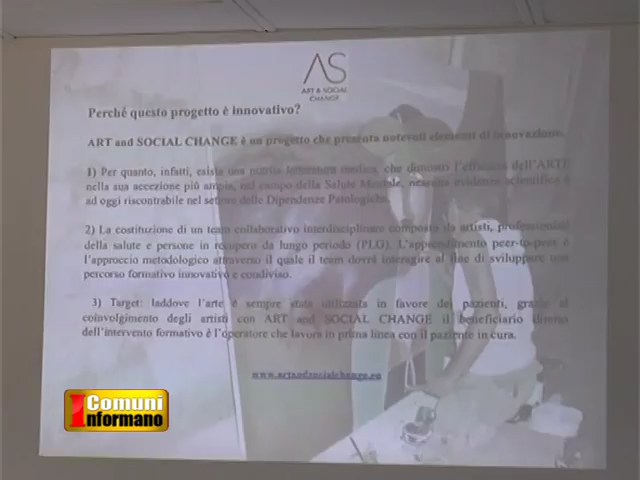 AS
ART & SOCIAL
CHANGE
Perché questo progetto è innovativo?
ART and SOCIAL CHANGE è un progetto che presenta notevoli elementi di innovazione.
1) Per quanto, infatti, esista una nutrita letteratura medica, che dimostri l'efficacia dell'ARTE
nella sua accezione più ampia, nel campo della Salute Mentale, nessuna evidenza scientifica è
ad oggi riscontrabile nel settore delle Dipendenze Patologiche.
2) La costituzione di un team collaborativo interdisciplinare composto da artisti, professionisti
della salute e persone in recupero da lungo periodo (PLG). L'apprendimento peer-to-peer è
l'approccio metodologico attraverso il quale il team dovrà interagire al fine di sviluppare un
percorso formativo innovativo e condiviso.
3) Target: laddove l'arte è sempre stata utilizzata in favore dei pazienti, grazie al
coinvolgimento degli artisti con ART and SOCIAL CHANGE il beneficiario diretto
dell'intervento formativo è l'operatore che lavora in prima linea con il paziente in cura.
www.artandsocialchange.eu
I Comuni
Informano